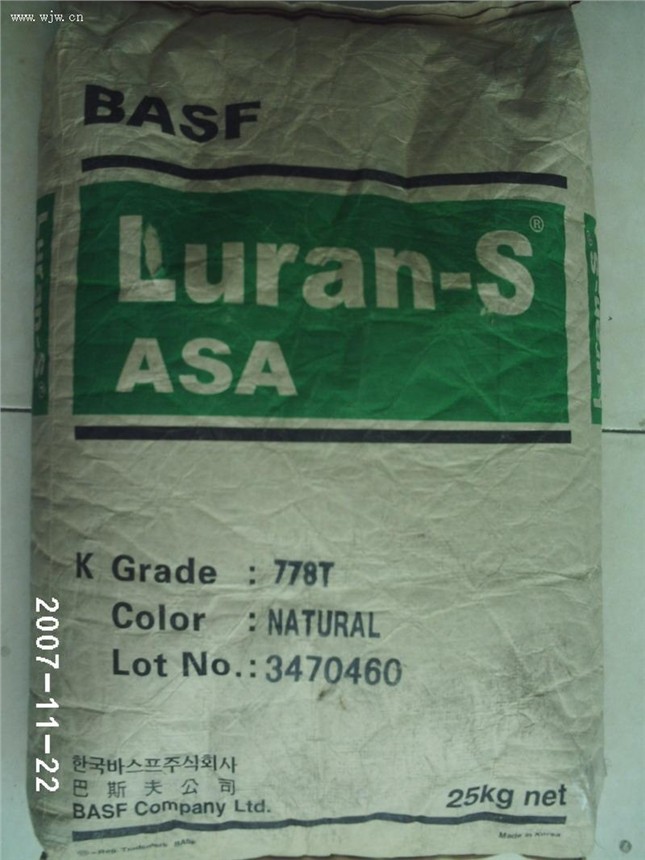 www.wjw.cn
BASF
Luran-S®
ASA
Luran-S®
Luran-S®
K Grade : 778T
Color : NATURAL
Lot No.: 3470460
2007-11-22
한국바스프주식회사
巴斯夫公司
BASF Company Ltd.
25kg net
Made in Korea